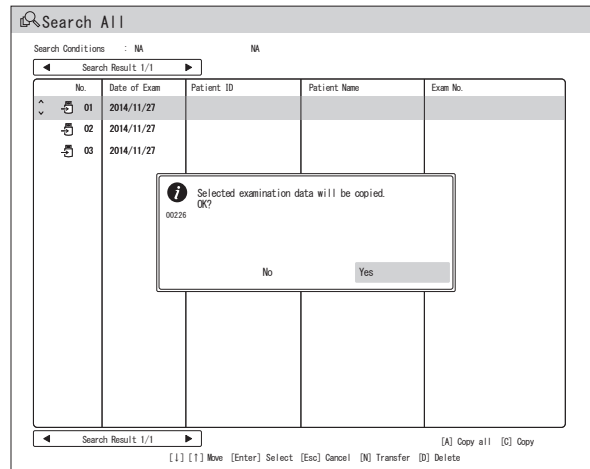 Search All
Search Conditions : NA NA
Search Result 1/1
No. Date of Exam Patient ID Patient Name Exam No.
01 2014/11/27
02 2014/11/27
03 2014/11/27
i Selected examination data will be copied.
OK?
00226
No Yes
Search Result 1/1
[A] Copy all [C] Copy
[↓] [↑] Move [Enter] Select [Esc] Cancel [N] Transfer [D] Delete